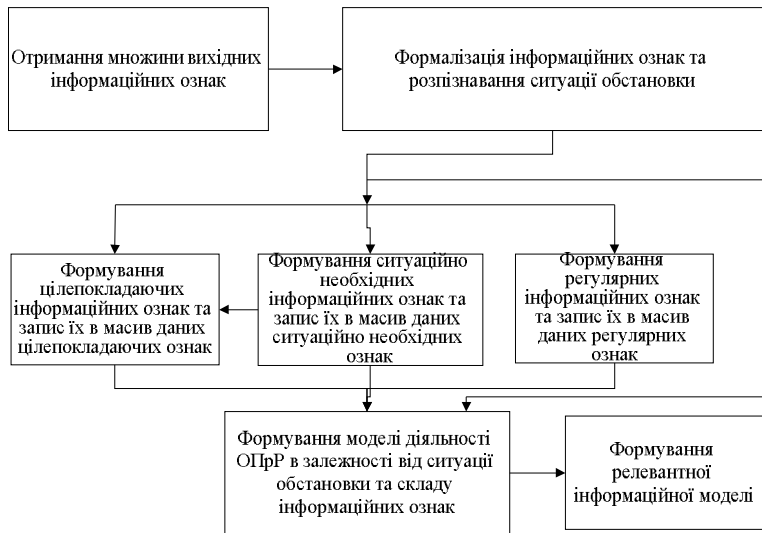 Отримання множини вихідних
інформаційних ознак
Формалізація інформаційних ознак та
розпізнавання ситуації обстановки
Формування
цілепокладаючих
інформаційних ознак та
запис їх в масив даних
цілепокладаючих ознак
Формування ситуаційно
необхідних
інформаційних ознак та
запис їх в масив даних
ситуаційно необхідних
ознак
Формування
регулярних
інформаційних ознак
та запис їх в масив
даних регулярних
ознак
Формування моделі діяльності
ОПрР в залежності від ситуації
обстановки та складу
інформаційних ознак
Формування
релевантної
інформаційної моделі